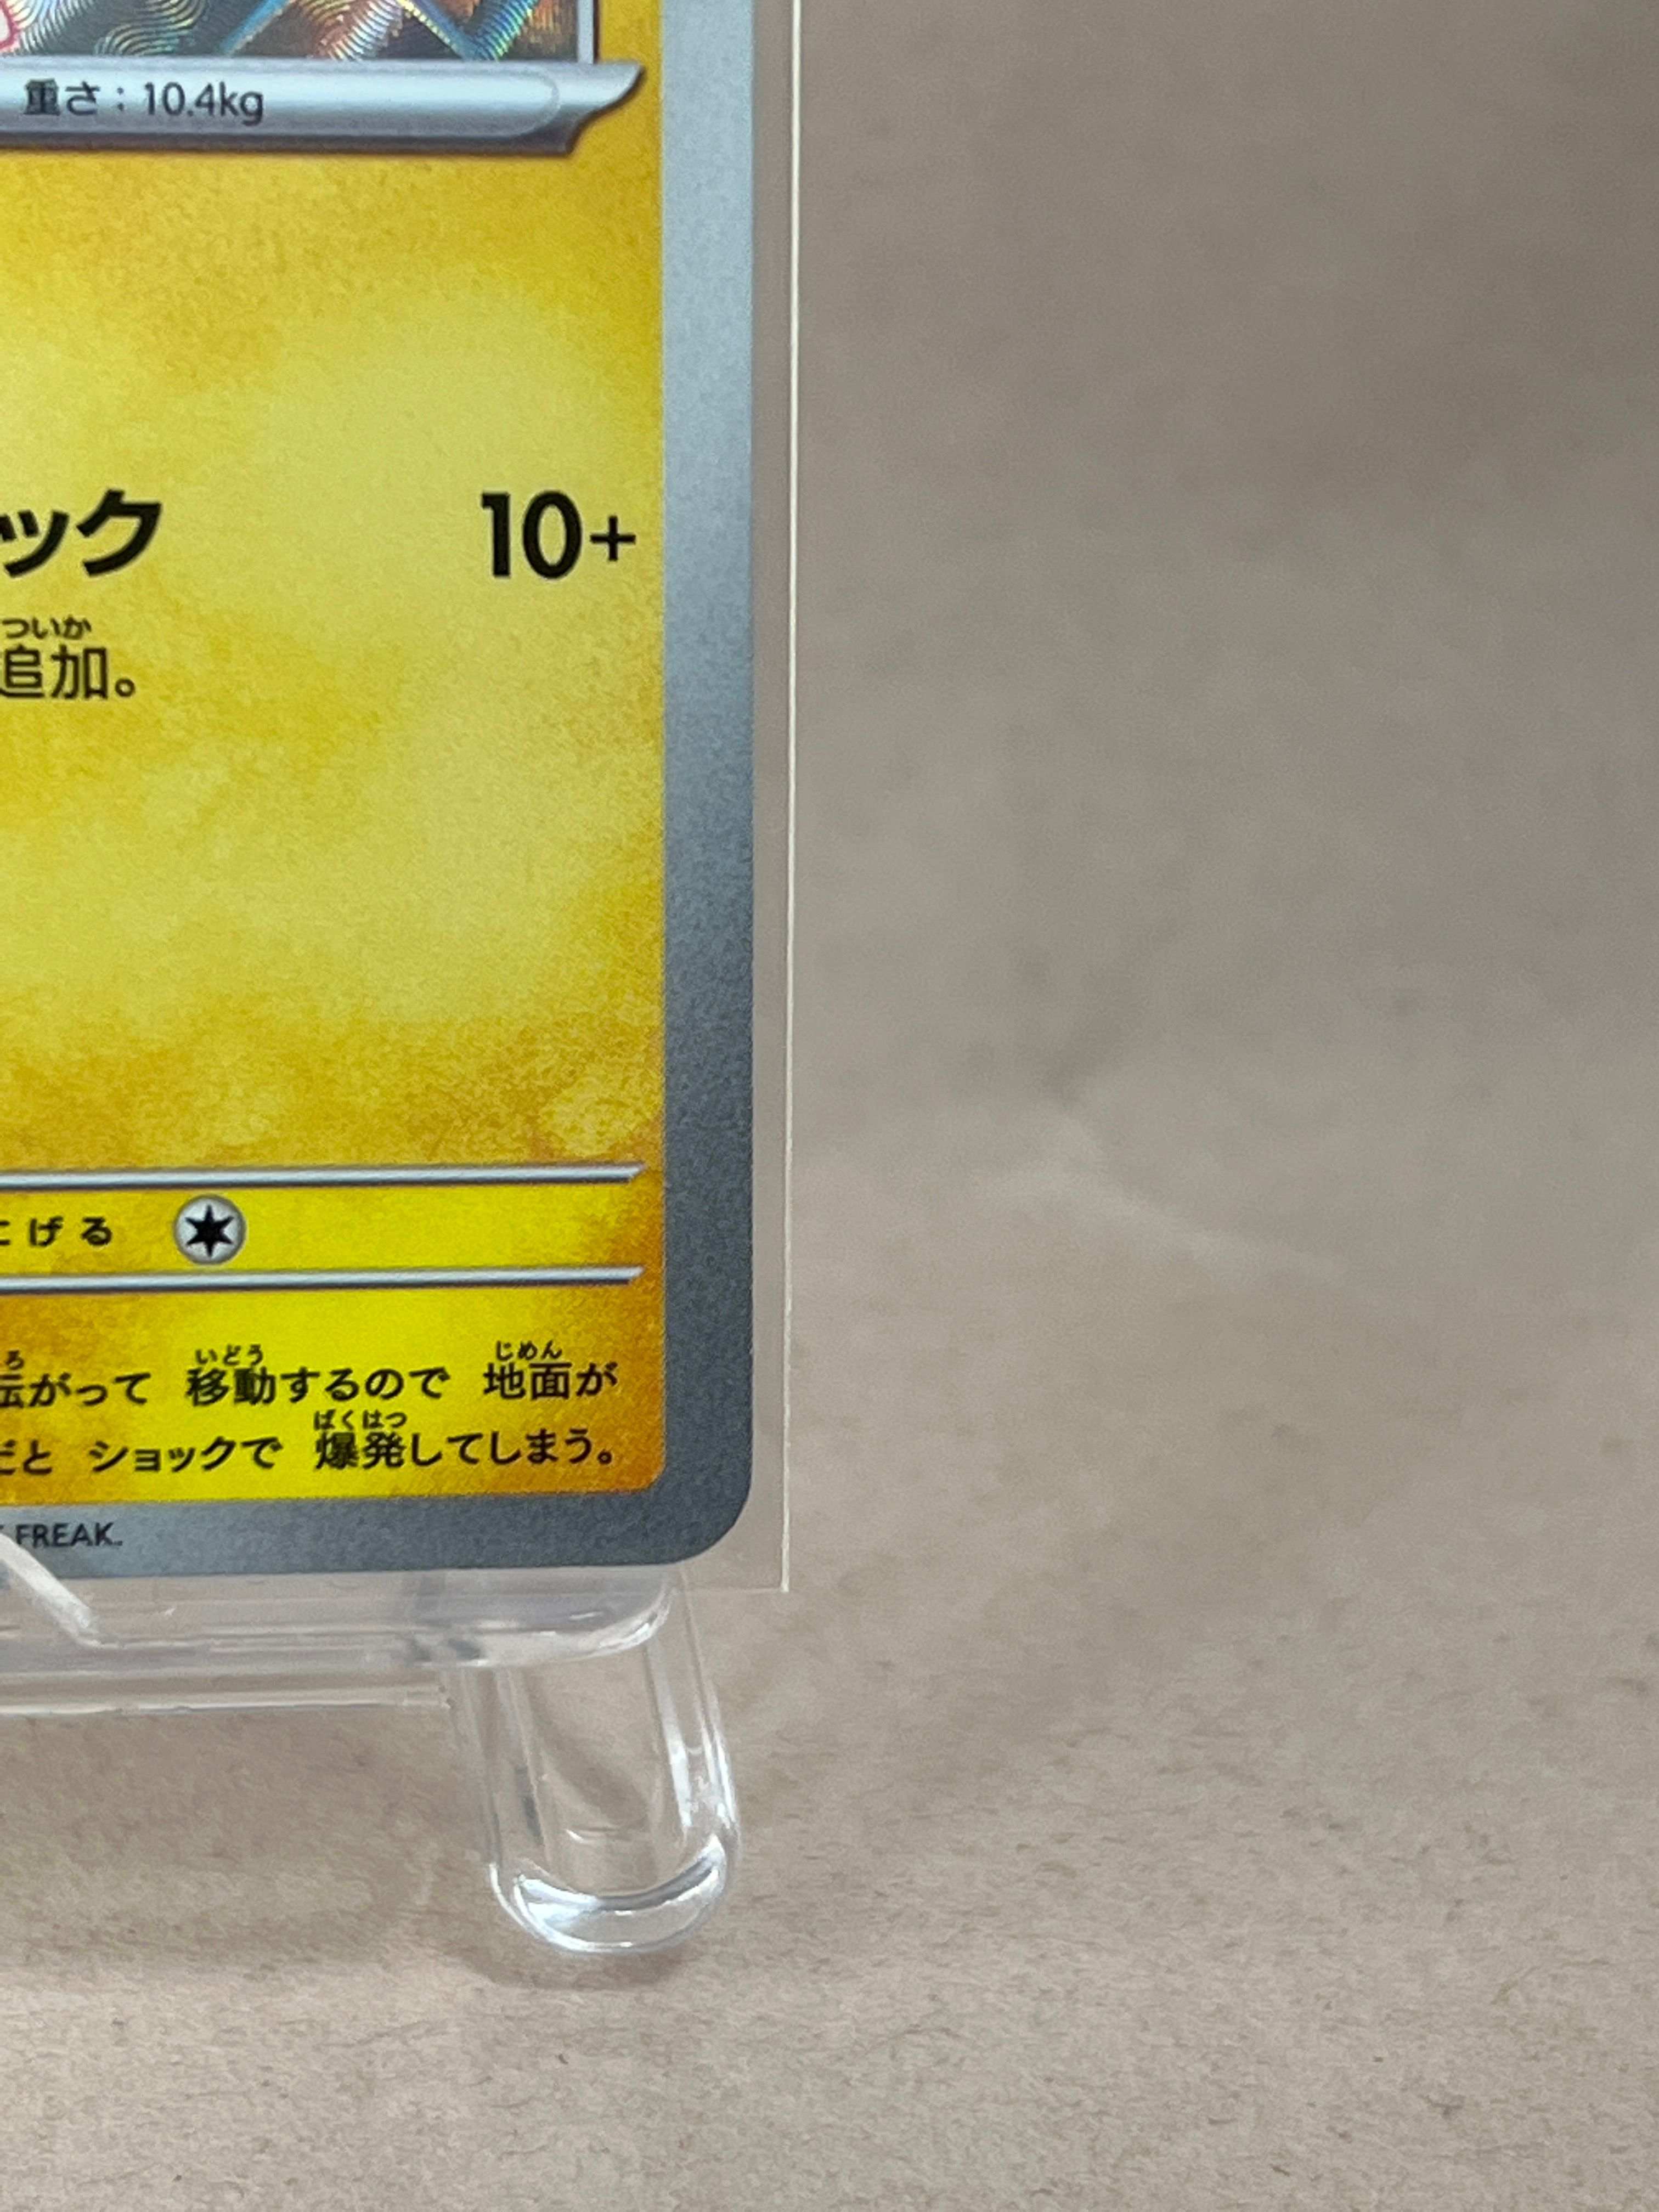 重さ：10.4kg
ック 10+
ついか
追加。
げる
いどう じめん
転がって 移動するので 地面が
ばくはつ
だと ショックで 爆発してしまう。
FREAK.